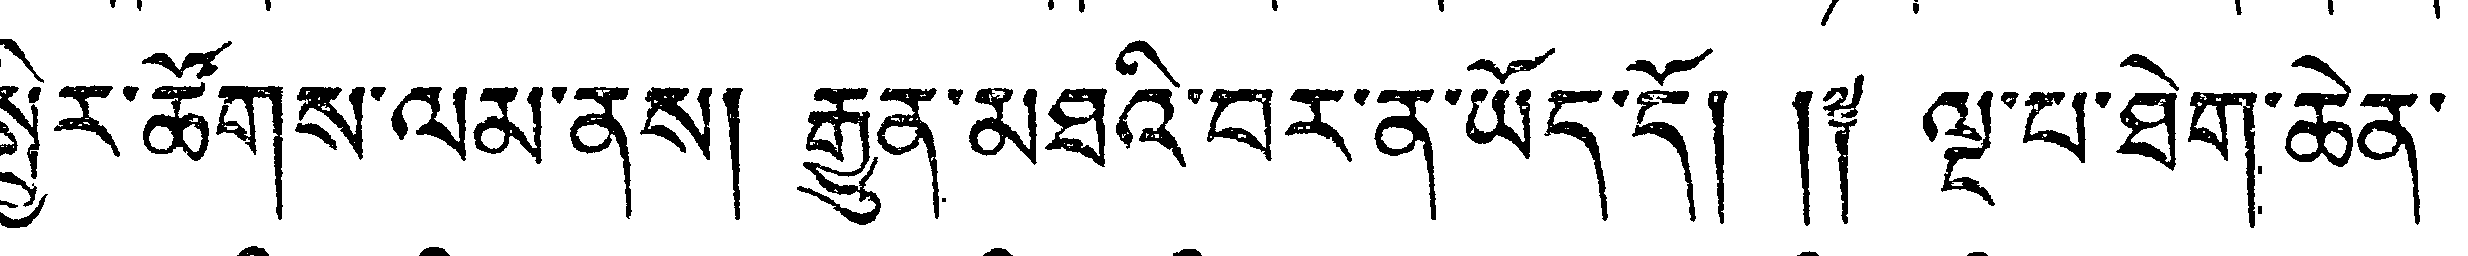 སྤྱིར་ཚོགས་ལམ་ནས། རྒྱུན་མཐའི་བར་ན་ཡོད་དོ། །༈ ལྔ་པ་ཐེག་ཆེན་